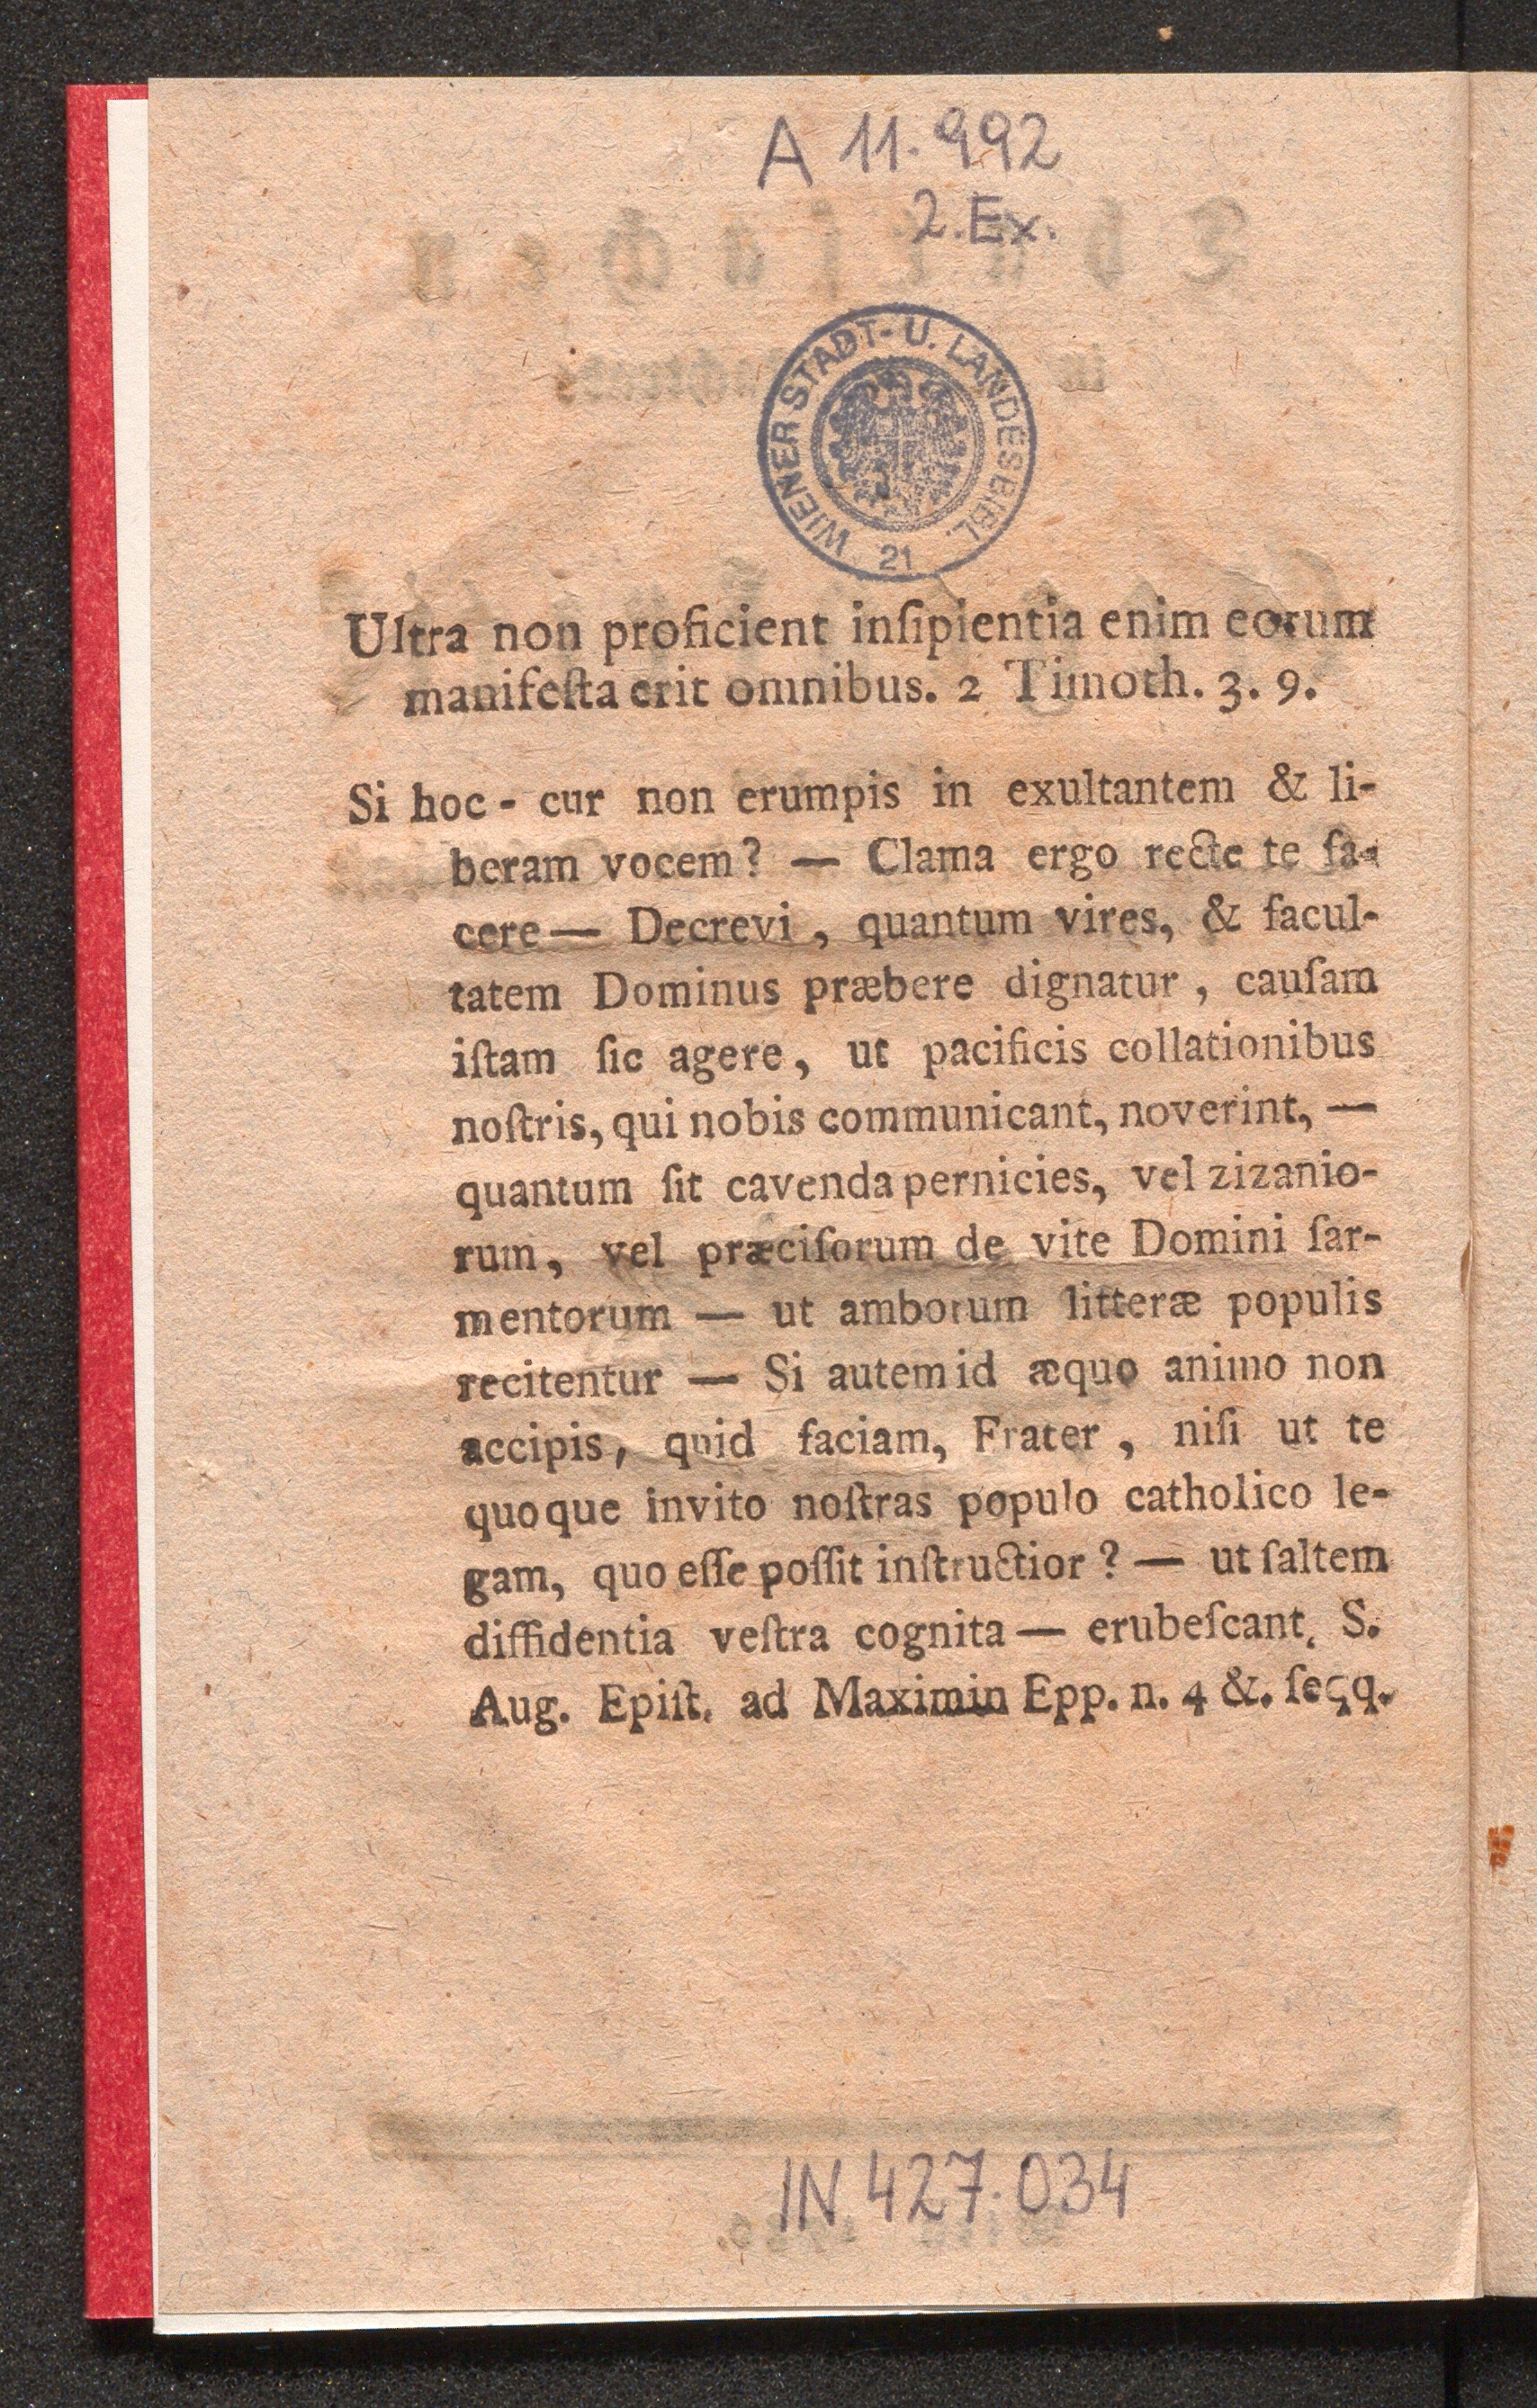 A 11.992
2.Ex.
WIENER STADT- U. LANDESBIBL.
21
Ultra non proficient inſipientia enim eorum
manifeſta erit omnibus. 2 Timoth. 3. 9.
Si hoc - cur non erumpis in exultantem & li-
beram vocem? — Clama ergo recte te fa-
cere — Decrevi, quantum vires, & facul-
tatem Dominus præbere dignatur, cauſam
iſtam ſic agere, ut pacificis collationibus
noſtris, qui nobis communicant, noverint, —
quantum ſit cavenda pernicies, vel zizanio-
rum, vel præciſorum de vite Domini ſar-
mentorum — ut amborum litteræ populis
recitentur — Si autem id æquo animo non
accipis, quid faciam, Frater, niſi ut te
quoque invito noſtras populo catholico le-
gam, quo eſſe poſſit inſtructior? — ut ſaltem
diffidentia veſtra cognita — erubeſcant. S.
Aug. Epiſt. ad Maximin Epp. n. 4 &. ſeqq.
IN 427.034